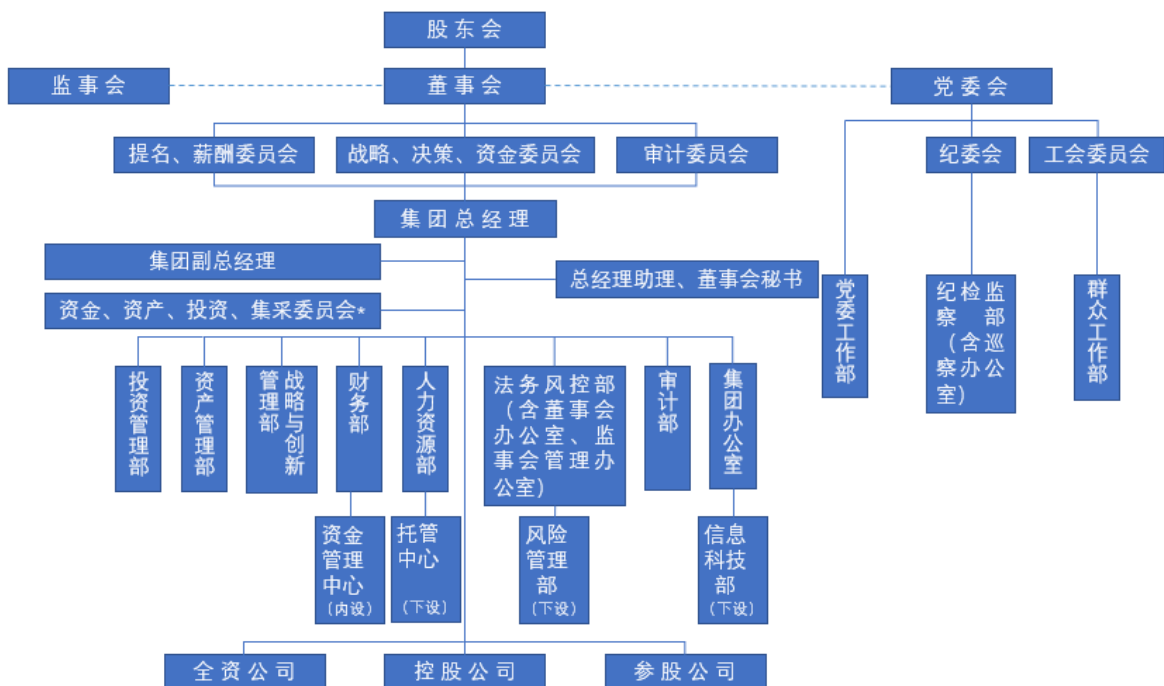 股东会
监事会
董事会
党委会
提名、薪酬委员会
战略、决策、资金委员会
审计委员会
纪委会
工会委员会
集团总经理
集团副总经理
总经理助理、董事会秘书
资金、资产、投资、集采委员会*
党委工作部
纪检监
察部
（含巡
察办公
室）
群众工作部
投资管理部
资产管理部
战略与创新
管理部
财务部
人力资源部
法务风控部
（含董事会
办公室、监
事会管理办
公室）
审计部
集团办公室
资金
管理
中心
（内设）
托管
中心
（下设）
风险
管理
部
（下设）
信息
科技
部
（下设）
全资公司
控股公司
参股公司